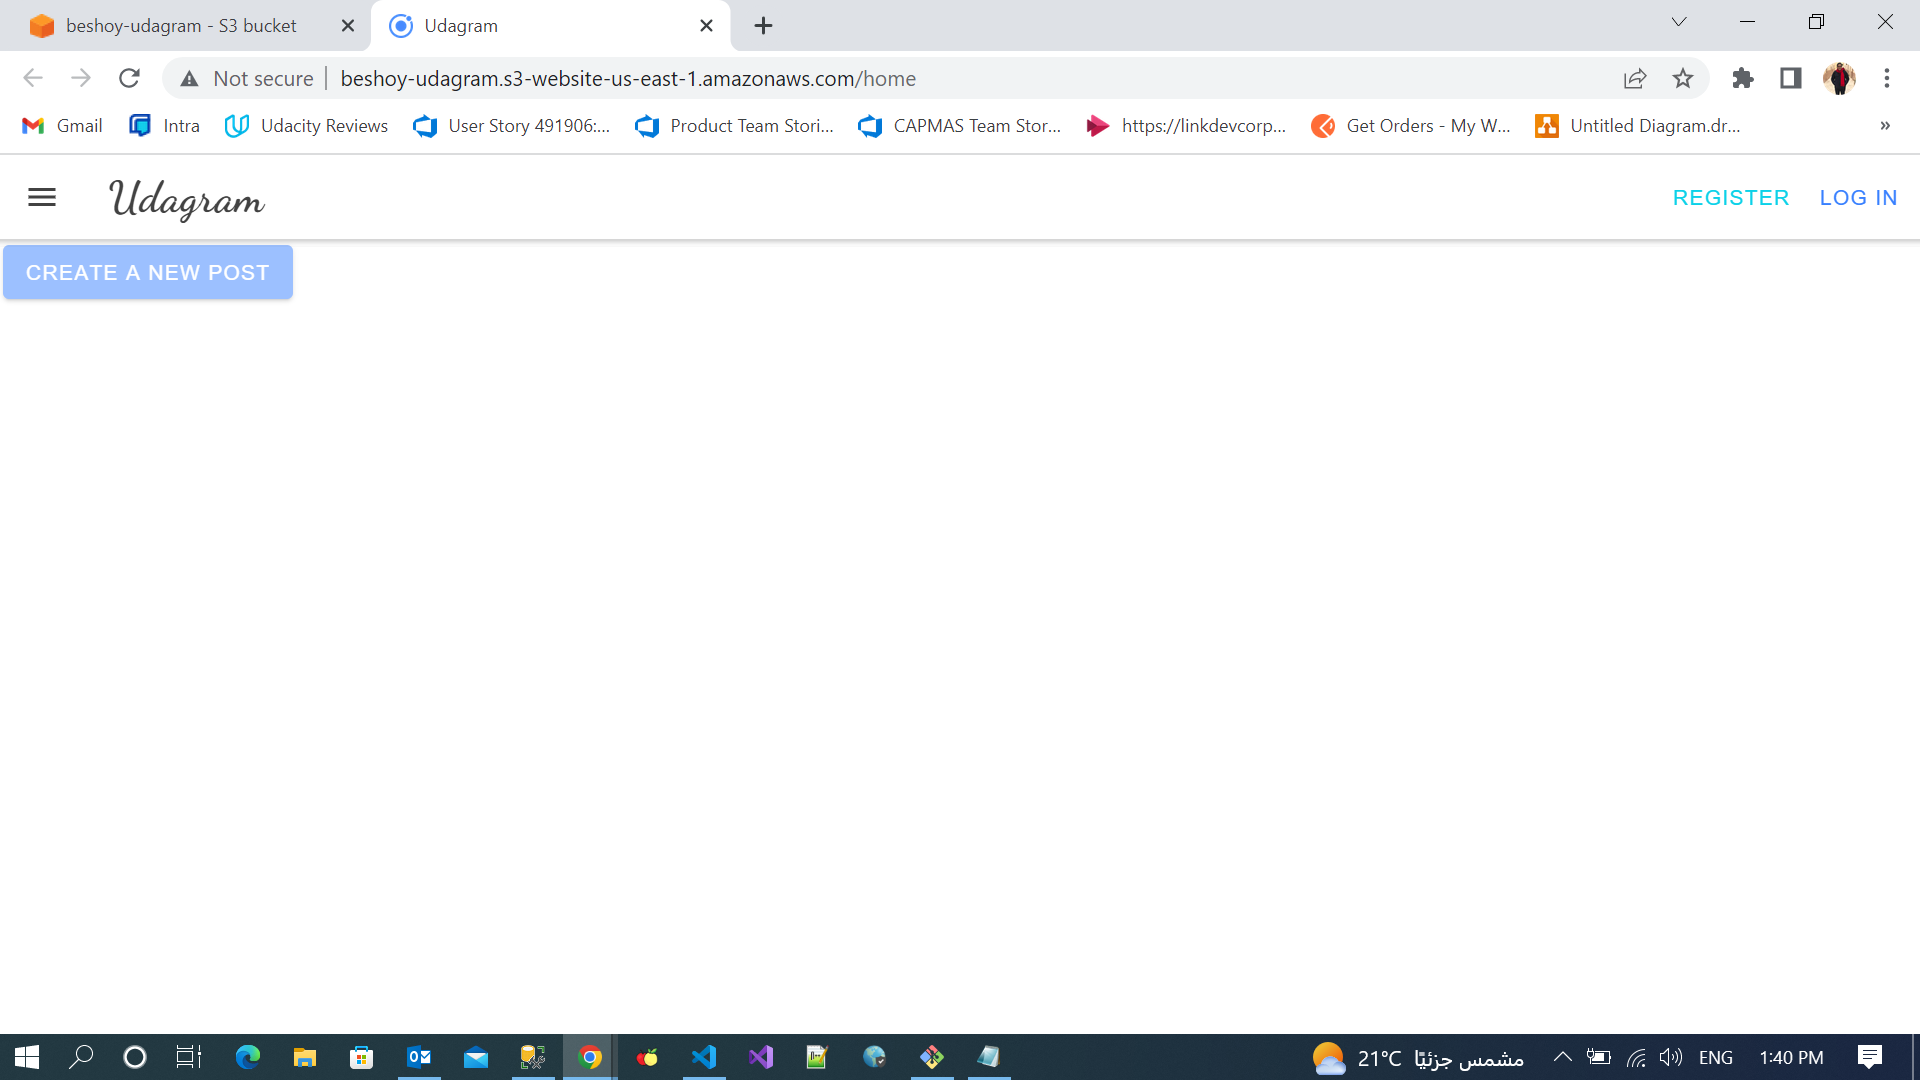 beshoy-udagram - S3 bucket
Udagram
Not secure
beshoy-udagram.s3-website-us-east-1.amazonaws.com/home
Gmail
Intra
Udacity Reviews
User Story 491906:...
Product Team Stori...
CAPMAS Team Stor...
https://linkdevcorp...
Get Orders - My W...
Untitled Diagram.dr...
»
Udagram
REGISTER
LOG IN
CREATE A NEW POST
21°C مشمس جزئيًا
ENG
1:40 PM